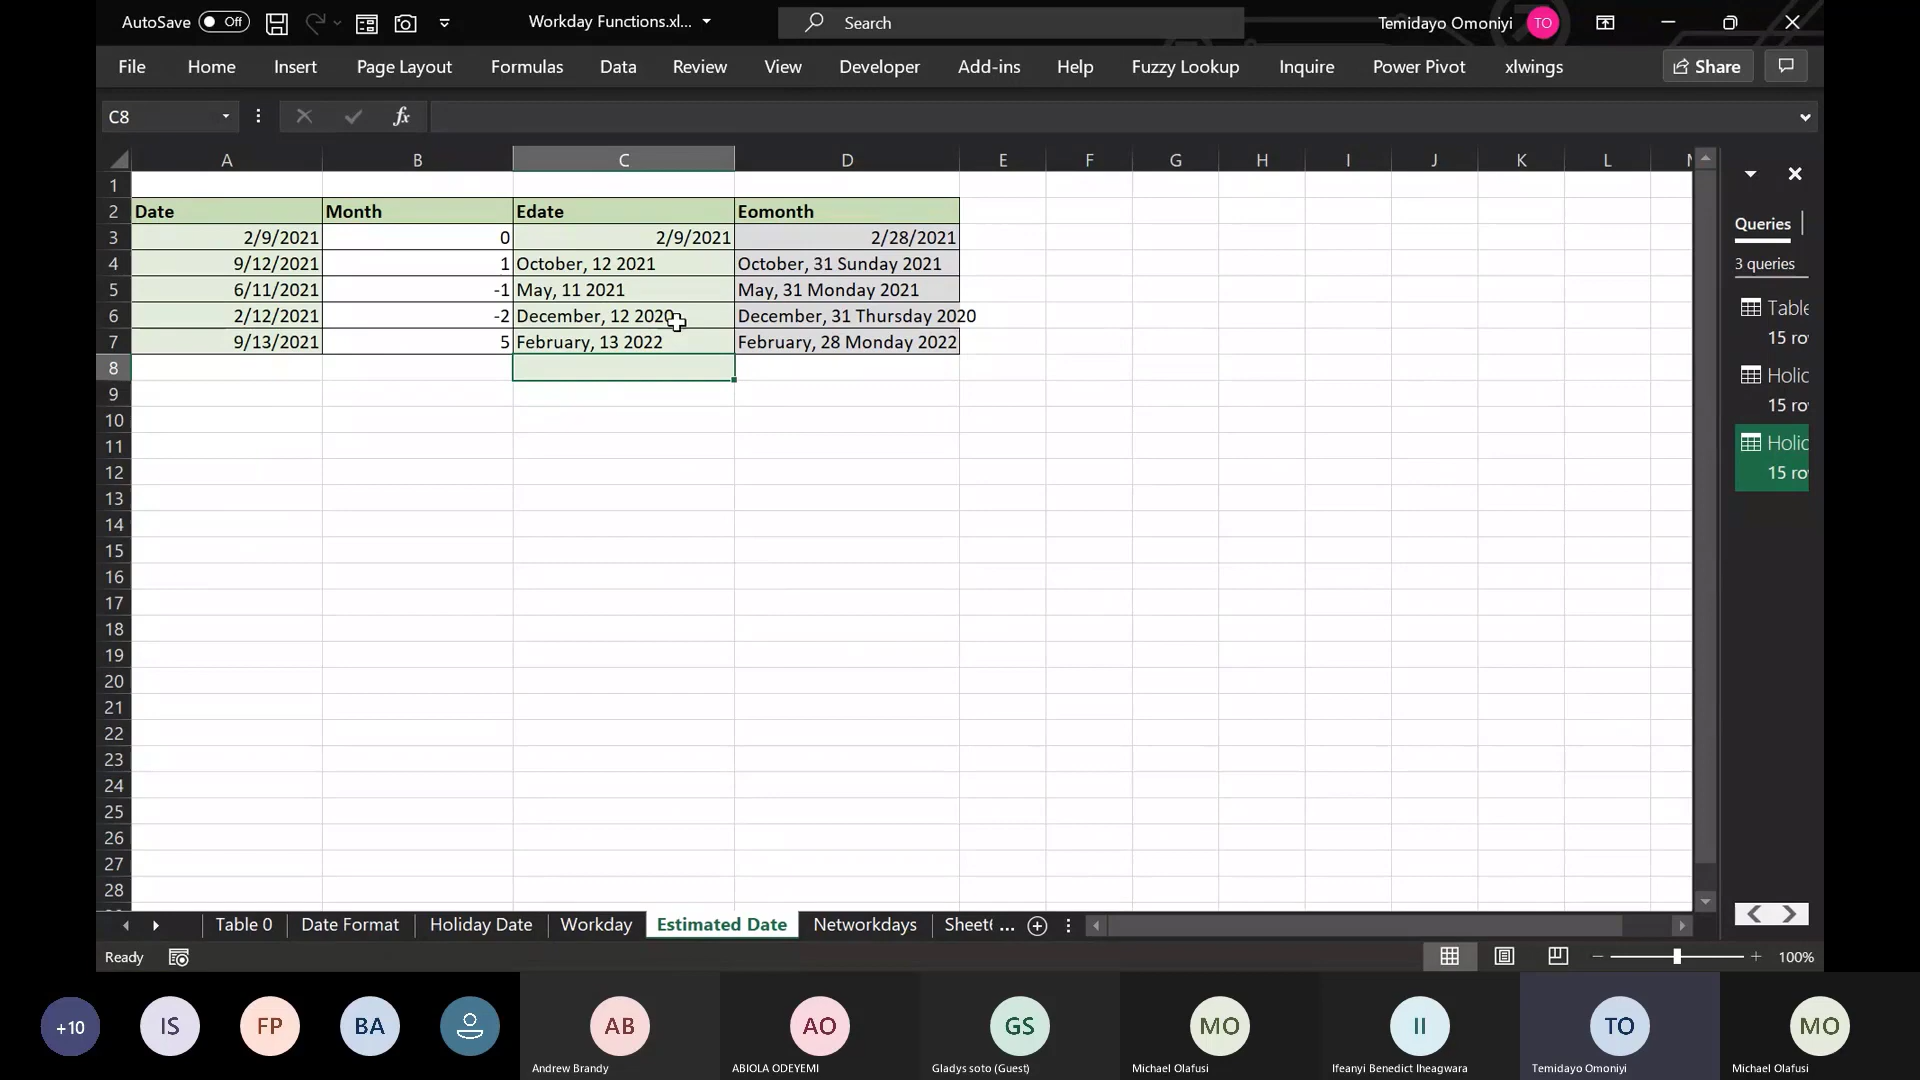 AutoSave Off Workday Functions.xl... Search Temidayo Omoniyi TO
File Home Insert Page Layout Formulas Data Review View Developer Add-ins Help Fuzzy Lookup Inquire Power Pivot xlwings Share
C8 fx
A B C D E F G H I J K L
1
2 Date Month Edate Eomonth
3 2/9/2021 0 2/9/2021 2/28/2021
4 9/12/2021 1 October, 12 2021 October, 31 Sunday 2021
5 6/11/2021 -1 May, 11 2021 May, 31 Monday 2021
6 2/12/2021 -2 December, 12 2020 December, 31 Thursday 2020
7 9/13/2021 5 February, 13 2022 February, 28 Monday 2022
8
9
10
11
12
13
14
15
16
17
18
19
20
21
22
23
24
25
26
27
28
Queries
3 queries
Table
15 ro
Holid
15 ro
Holid
15 ro
Table 0 Date Format Holiday Date Workday Estimated Date Networkdays Sheet ...
Ready 100%
+10 IS FP BA AB AO GS MO II TO MO
Andrew Brandy ABIOLA ODEYEMI Gladys soto (Guest) Michael Olafusi Ifeanyi Benedict Iheagwara Temidayo Omoniyi Michael Olafusi